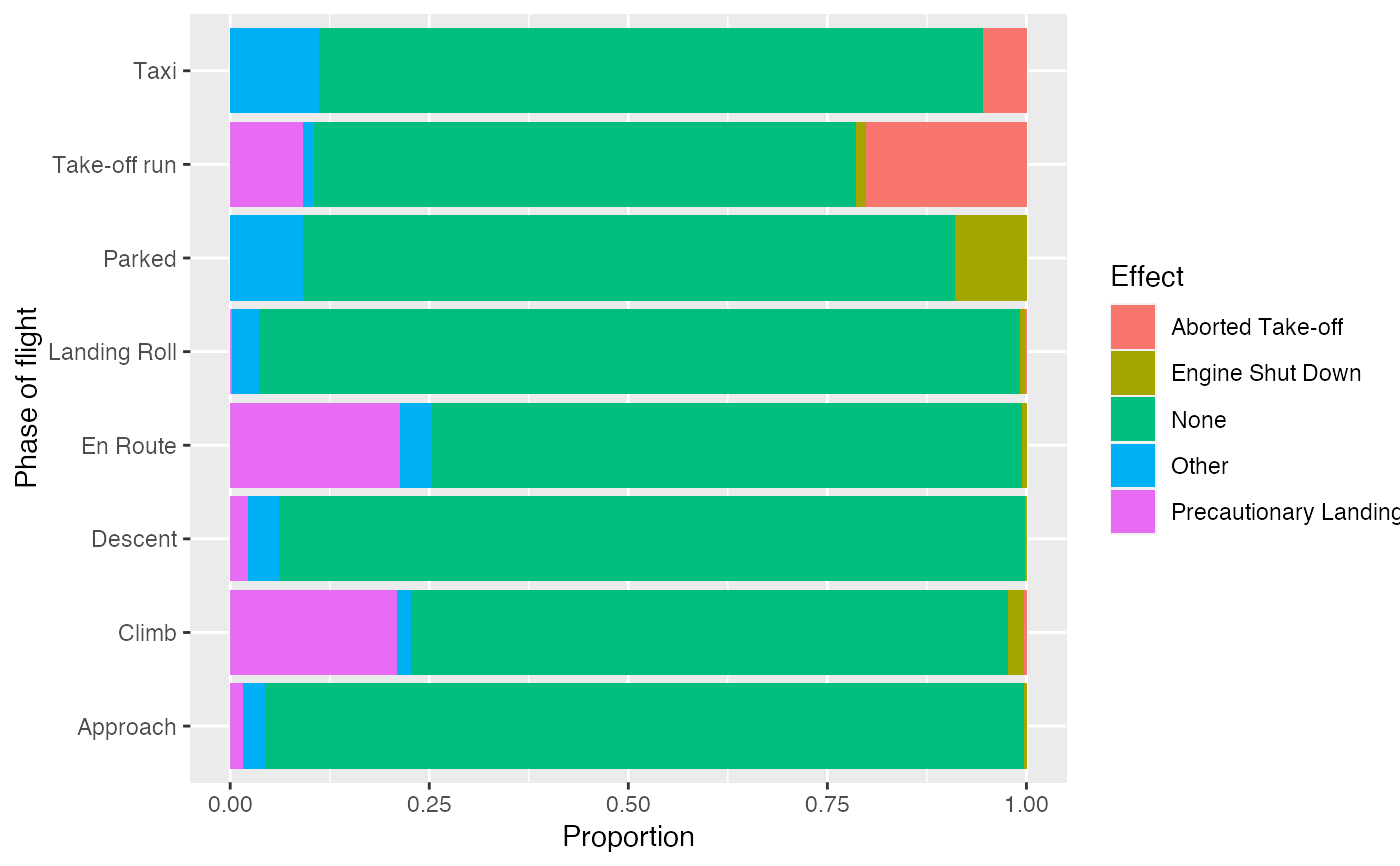 Taxi
Take-off run
Parked
Landing Roll
En Route
Descent
Climb
Approach
Phase of flight
0.00 0.25 0.50 0.75 1.00
Proportion
Effect
Aborted Take-off
Engine Shut Down
None
Other
Precautionary Landing